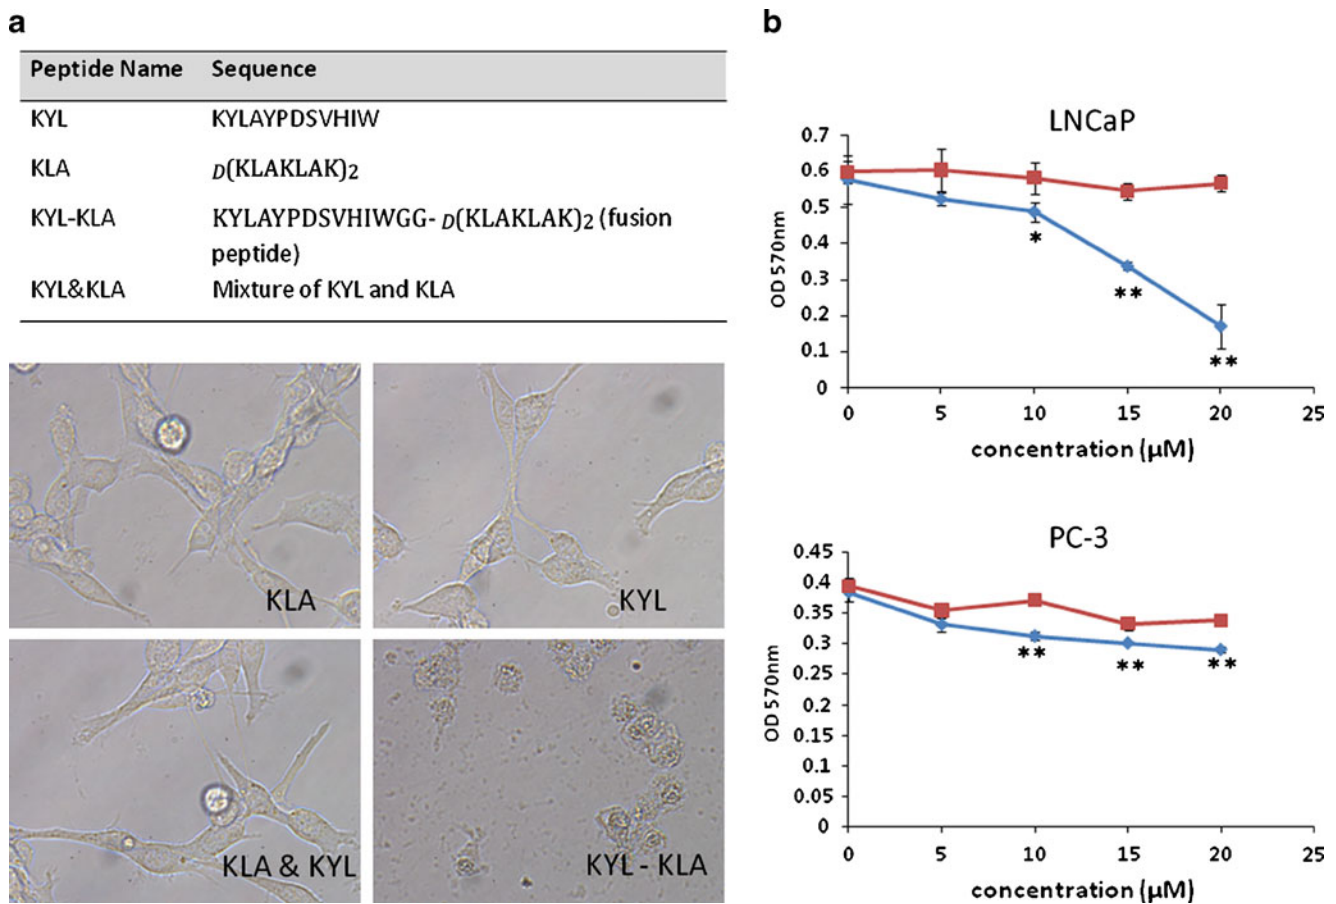 a
Peptide Name Sequence
KYL KYLAYPDSVHIW
KLA D(KLAKLAK)2
KYL-KLA KYLAYPDSVHIWGG- D(KLAKLAK)2 (fusion
peptide)
KYL&KLA Mixture of KYL and KLA
KLA
KYL
KLA & KYL
KYL - KLA
b
LNCaP
OD 570nm
0.7
0.6
0.5
0.4
0.3
0.2
0.1
0
*
**
**
0 5 10 15 20 25
concentration (µM)
PC-3
OD 570nm
0.45
0.4
0.35
0.3
0.25
0.2
0.15
0.1
0.05
0
** ** **
0 5 10 15 20 25
concentration (µM)